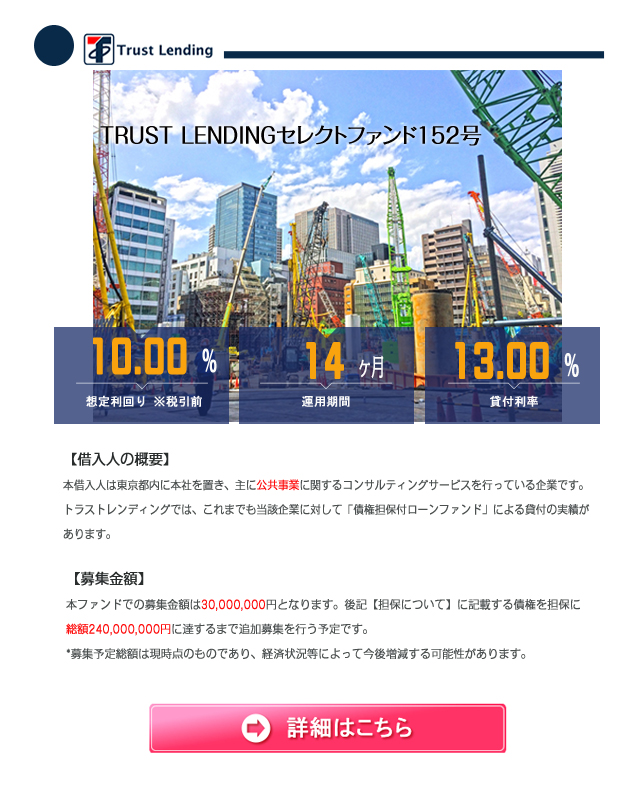 Trust Lending
TRUST LENDINGセレクトファンド152号
10.00 % 14 ヶ月 13.00 %
想定利回り ※税引前 運用期間 貸付利率
【借入人の概要】
本借入人は東京都内に本社を置き、主に公共事業に関するコンサルティングサービスを行っている企業です。
トラストレンディングでは、これまでも当該企業に対して「債権担保付ローンファンド」による貸付の実績が
あります。
【募集金額】
本ファンドでの募集金額は30,000,000円となります。後記【担保について】に記載する債権を担保に
総額240,000,000円に達するまで追加募集を行う予定です。
*募集予定総額は現時点のものであり、経済状況等によって今後増減する可能性があります。
詳細はこちら